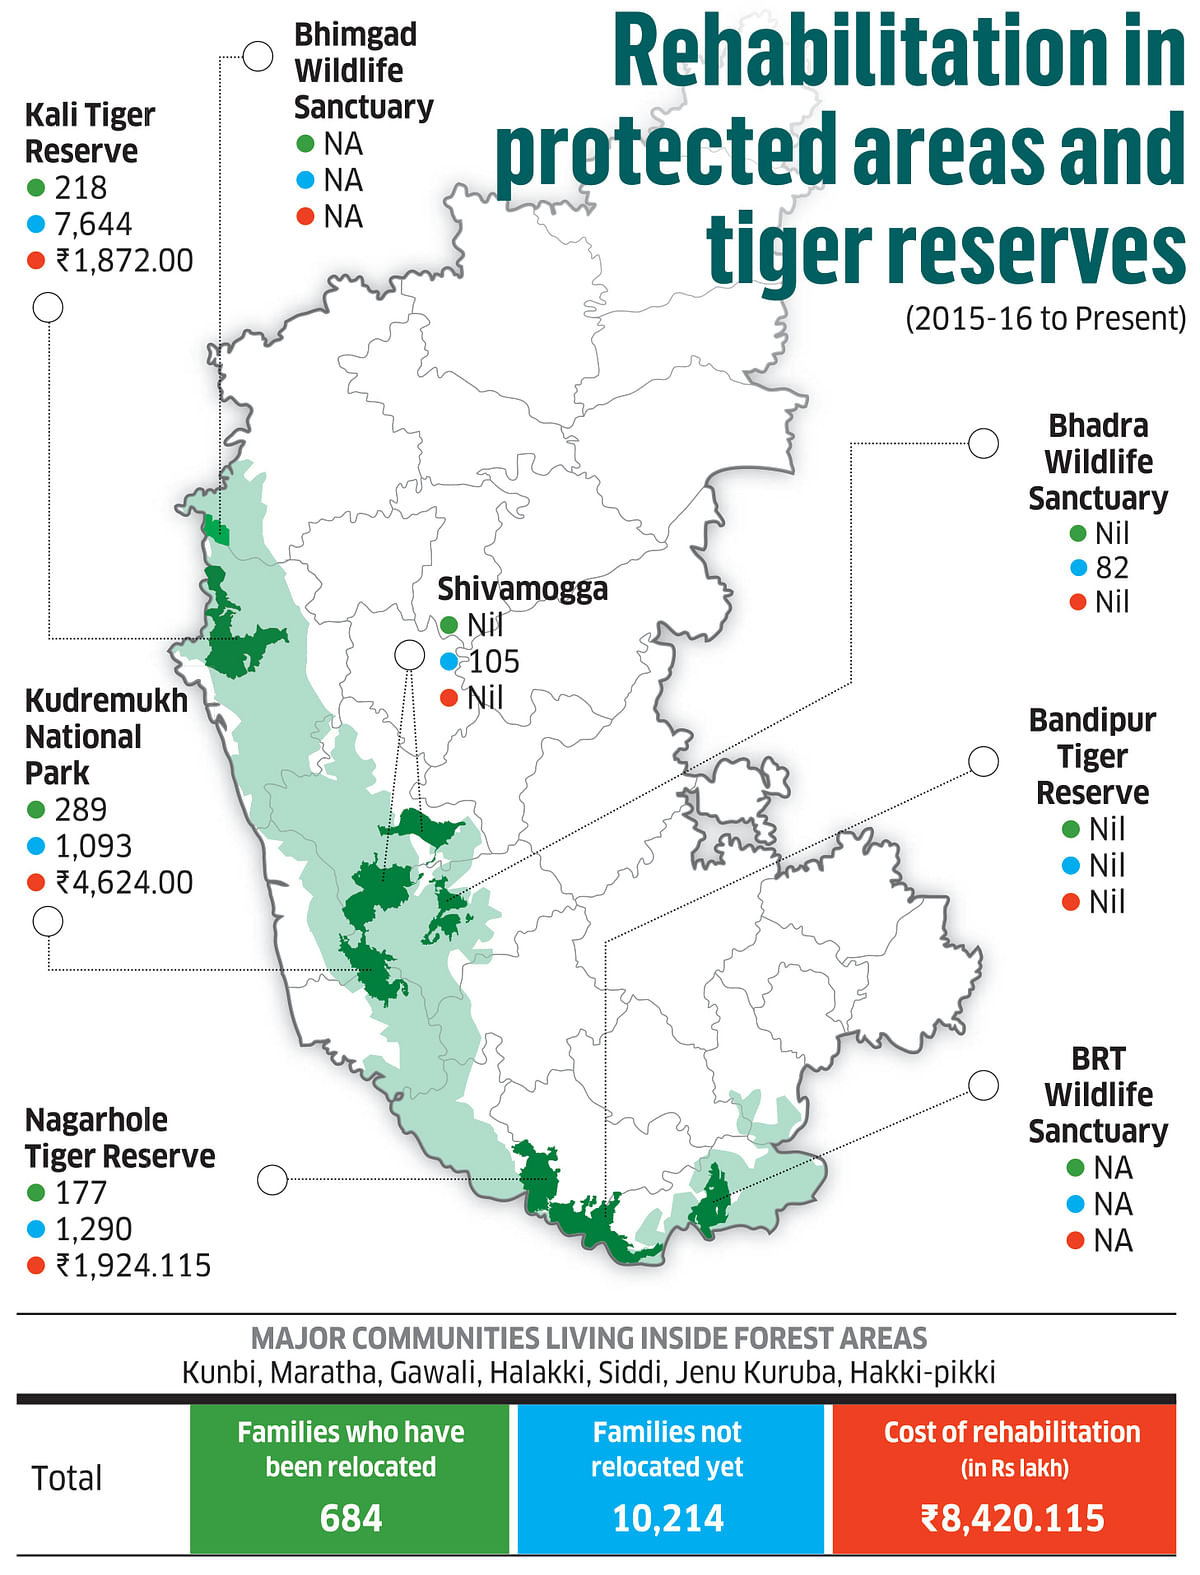 Rehabilitation in
protected areas and
tiger reserves
(2015-16 to Present)
Bhimgad
Wildlife
Sanctuary
NA
NA
NA
Kali Tiger
Reserve
218
7,644
₹1,872.00
Bhadra
Wildlife
Sanctuary
Nil
82
Nil
Shivamogga
Nil
105
Nil
Kudremukh
National
Park
289
1,093
₹4,624.00
Bandipur
Tiger
Reserve
Nil
Nil
Nil
BRT
Wildlife
Sanctuary
NA
NA
NA
Nagarhole
Tiger Reserve
177
1,290
₹1,924.115
MAJOR COMMUNITIES LIVING INSIDE FOREST AREAS
Kunbi, Maratha, Gawali, Halakki, Siddi, Jenu Kuruba, Hakki-pikki
Total
Families who have
been relocated
684
Families not
relocated yet
10,214
Cost of rehabilitation
(in Rs lakh)
₹8,420.115